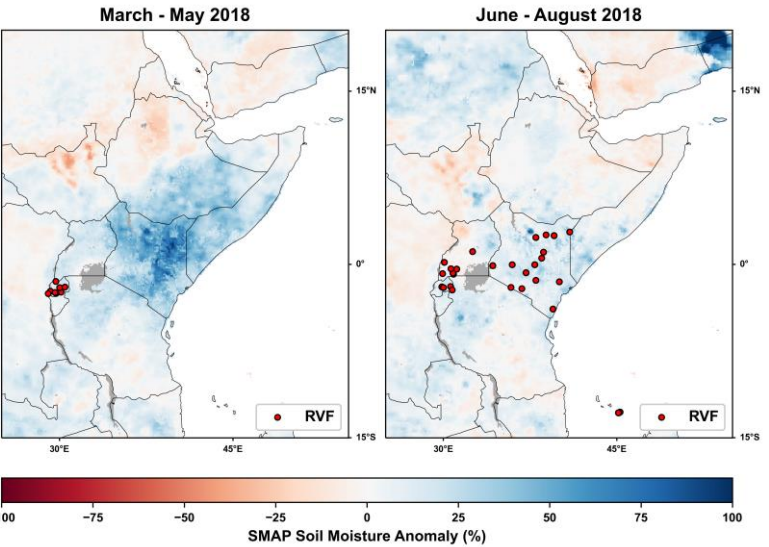 March - May 2018
June - August 2018
15°N
15°N
0°
0°
RVF
RVF
15°S
15°S
30°E
45°E
30°E
45°E
00
−75
−50
−25
0
25
50
75
100
SMAP Soil Moisture Anomaly (%)